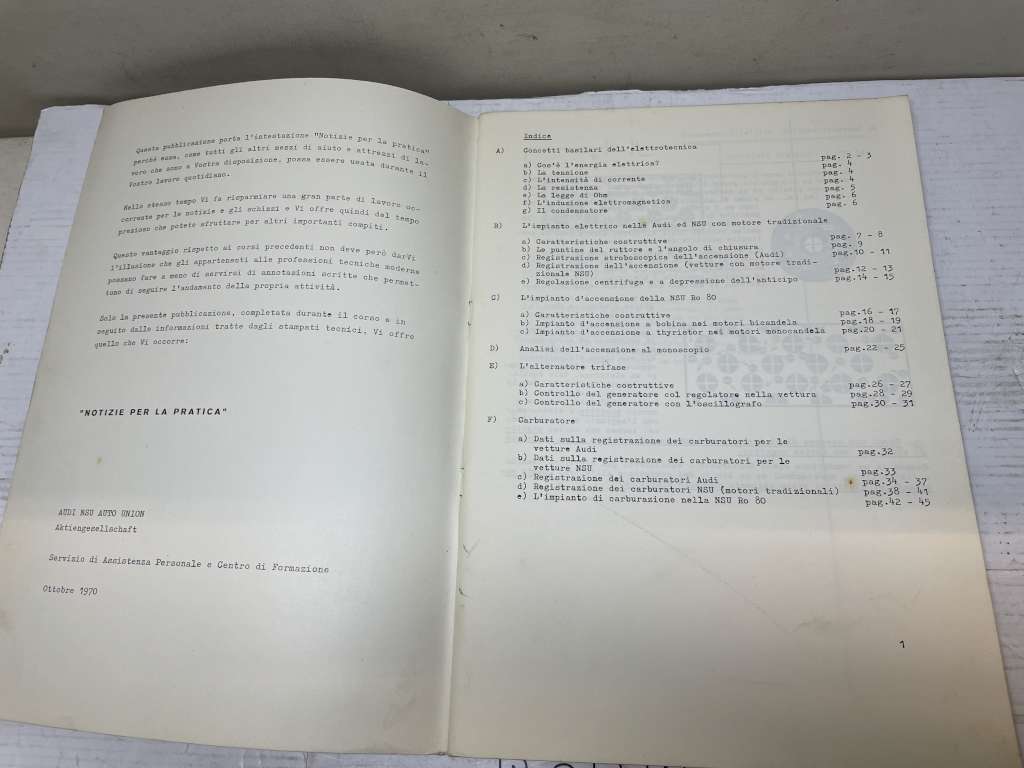 Questa pubblicazione porta l'intestazione "Notizie per la pratica"
perché essa, come tutti gli altri mezzi di aiuto e attrezzi di la-
voro che sono a Vostra disposizione, possa essere usata durante il
Vostro lavoro quotidiano.
Nello stesso tempo Vi fa risparmiare una gran parte di lavoro oc-
corrente per le notizie e gli schizzi e Vi offre quindi del tempo
prezioso che potete sfruttare per altri importanti compiti.
Questo vantaggio rispetto ai corsi precedenti non deve però darVi
l'illusione che gli appartenenti alle professioni tecniche moderne
possano fare a meno di servirsi di annotazioni scritte che permet-
tono di seguire l'andamento della propria attività.
Solo la presente pubblicazione, completata durante il corso e in
seguito dalle informazioni tratte dagli stampati tecnici, Vi offre
quello che Vi occorre:
"NOTIZIE PER LA PRATICA"
AUDI NSU AUTO UNION
Aktiengesellschaft
Servizio di Assistenza Personale e Centro di Formazione
Ottobre 1970
Indice
A) Concetti basilari dell'elettrotecnica
a) Cos'è l'energia elettrica? pag. 2 - 3
b) La tensione pag. 4
c) L'intensità di corrente pag. 4
d) La resistenza pag. 4
e) La legge di Ohm pag. 5
f) L'induzione elettromagnetica pag. 6
g) Il condensatore pag. 6
B) L'impianto elettrico nelle Audi ed NSU con motore tradizionale
a) Caratteristiche costruttive pag. 7 - 8
b) Le puntine del ruttore e l'angolo di chiusura pag. 9
c) Registrazione stroboscopica dell'accensione (Audi) pag.10 - 11
d) Registrazione dell'accensione (vetture con motore tradi-
zionale NSU) pag.12 - 13
e) Regolazione centrifuga e a depressione dell'anticipo pag.14 - 15
C) L'impianto d'accensione della NSU Ro 80
a) Caratteristiche costruttive pag.16 - 17
b) Impianto d'accensione a bobina nei motori bicandela pag.18 - 19
c) Impianto d'accensione a thyristor nei motori monocandela pag.20 - 21
D) Analisi dell'accensione al monoscopio pag.22 - 25
E) L'alternatore trifase
a) Caratteristiche costruttive pag.26 - 27
b) Controllo del generatore col regolatore nella vettura pag.28 - 29
c) Controllo del generatore con l'oscillografo pag.30 - 31
F) Carburatore
a) Dati sulla registrazione dei carburatori per le
vetture Audi pag.32
b) Dati sulla registrazione dei carburatori per le
vetture NSU pag.33
c) Registrazione dei carburatori Audi pag.34 - 37
d) Registrazione dei carburatori NSU (motori tradizionali) pag.38 - 41
e) L'impianto di carburazione nella NSU Ro 80 pag.42 - 45
1